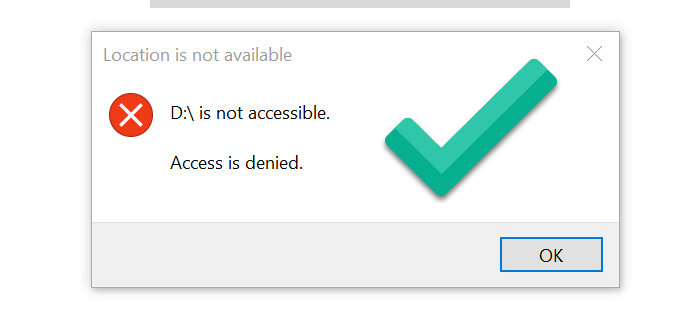 Location is not available
D:\ is not accessible.
Access is denied.
OK